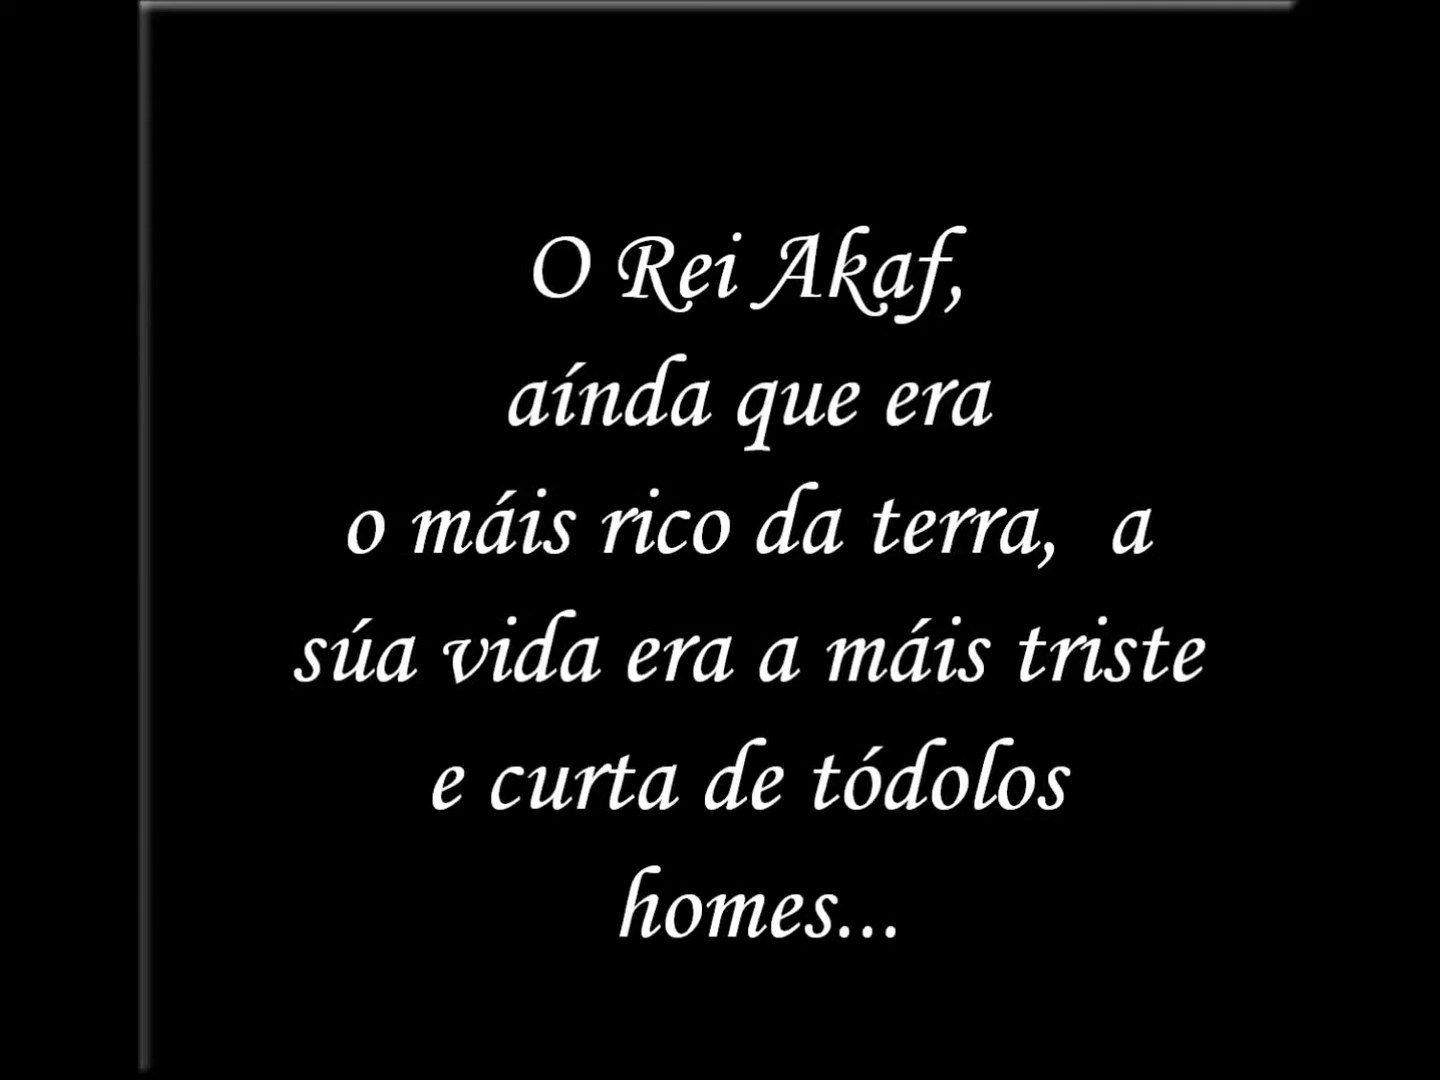 O Rei Akaf,
aínda que era
o máis rico da terra,  a
súa vida era a máis triste
e curta de tódolos
homes...